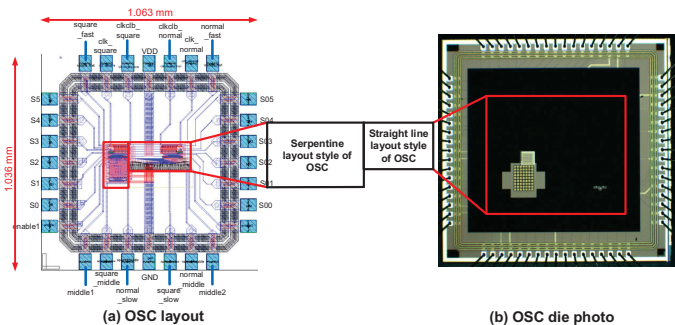 1.063 mm
square
_fast
clk_
square
clkclb_
square
VDD
clkclb_
normal
clk_
normal
normal
_fast
1.036 mm
S5
S4
S3
S2
S1
S0
enable1
S05
S04
S03
S02
S01
S00
Serpentine
layout style of
OSC
Straight line
layout style
of OSC
middle1
square
_middle
normal
_slow
GND
square
_slow
normal
_middle
middle2
(a) OSC layout
(b) OSC die photo